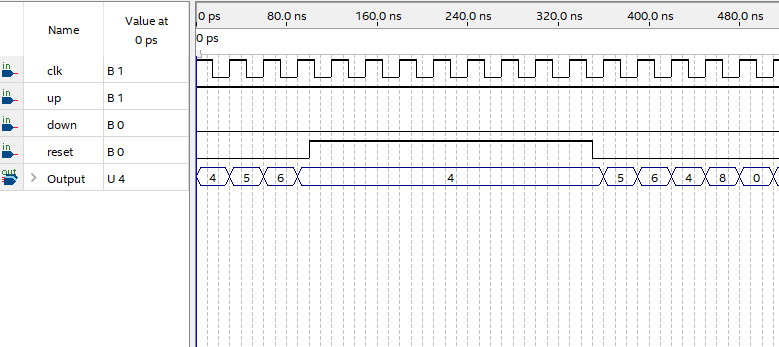 Name Value at 0 ps
0 ps 80.0 ns 160.0 ns 240.0 ns 320.0 ns 400.0 ns 480.0 ns
0 ps
in clk B 1
in up B 1
in down B 0
in reset B 0
out > Output U 4 4 5 6 4 5 6 4 8 0